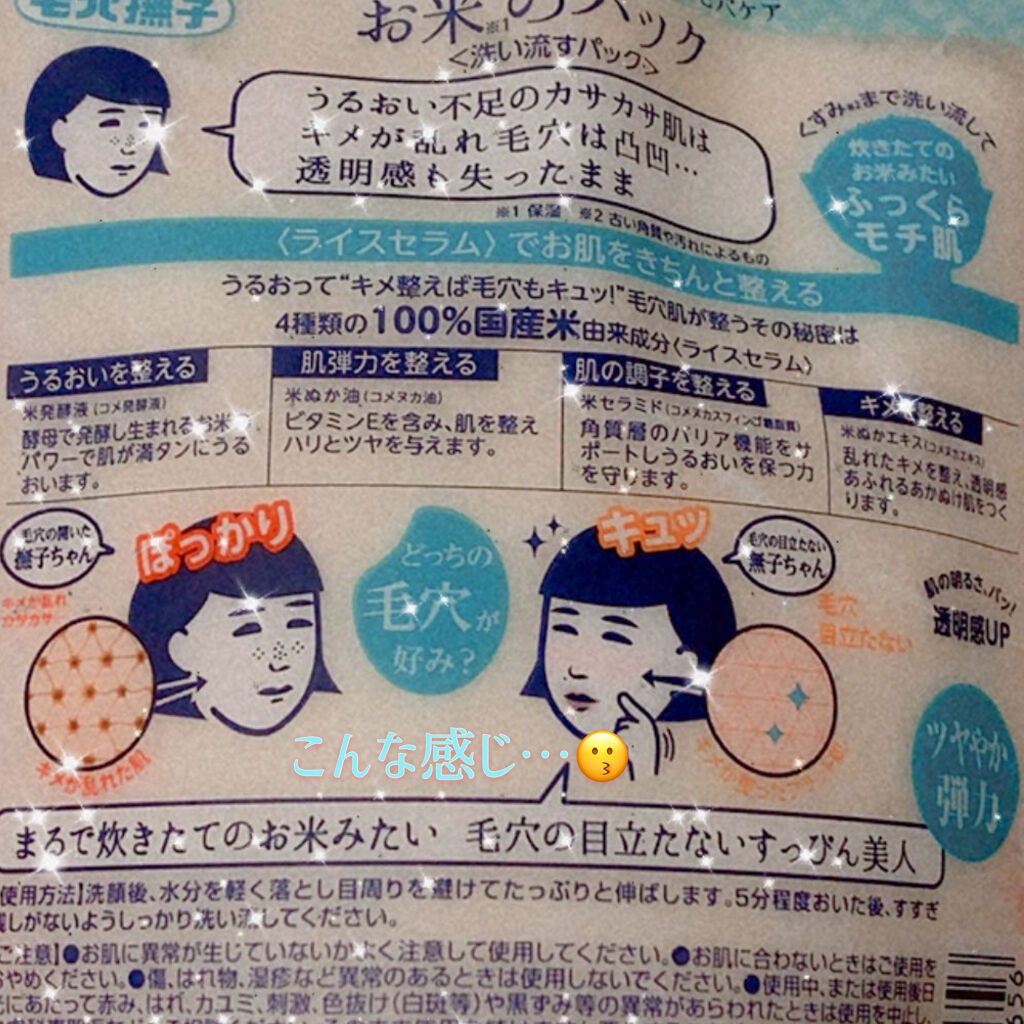 毛穴撫子
お米※1のパック
毛穴ケア
<洗い流すパック>
うるおい不足のカサカサ肌は
キメが乱れ毛穴は凸凹…
透明感も失ったまま
くすみ※2まで洗い流して
炊きたての
お米みたい
ふっくら
モチ肌
※1 保湿 ※2 古い角質や汚れによるもの
〈ライスセラム〉でお肌をきちんと整える
うるおって“キメ整えば毛穴もキュッ!”毛穴肌が整うその秘密は
4種類の100%国産米由来成分〈ライスセラム〉
うるおいを整える
米発酵液(コメ発酵液)
酵母で発酵し生まれるお米の
パワーで肌が満タンにうる
おいます。
肌弾力を整える
米ぬか油(コメヌカ油)
ビタミンEを含み、肌を整え
ハリとツヤを与えます。
肌の調子を整える
米セラミド(コメヌカスフィンゴ糖脂質)
角質層のバリア機能をサ
ポートしうるおいを保つ力
を守ります。
キメを整える
米ぬかエキス(コメヌカエキス)
乱れたキメを整え、透明感
あふれるあかぬけ肌をつく
ります。
毛穴の開いた
撫子ちゃん
ぽっかり
キメが乱れ
カサカサ
キメが乱れた肌
どっちの
毛穴が
好み?
キュッ
毛穴の目立たない
撫子ちゃん
毛穴
目立たない
肌の明るさ、パッ!
透明感UP
ツヤやか
弾力
こんな感じ…😗
まるで炊きたてのお米みたい 毛穴の目立たないすっぴん美人
使用方法】洗顔後、水分を軽く落とし目周りを避けてたっぷりと伸ばします。5分程度おいた後、すすぎ
残しがないようしっかり洗い流してください。
ご注意】●お肌に異常が生じていないかよく注意して使用してください。●お肌に合わないときはご使用を
おやめください。●傷、はれ物、湿疹など異常のあるときは使用しないでください。●使用中、または使用後日
光にあたって赤み、はれ、カユミ、刺激、色抜け(白斑等)や黒ずみ等の異常があらわれたときは使用を中止し、